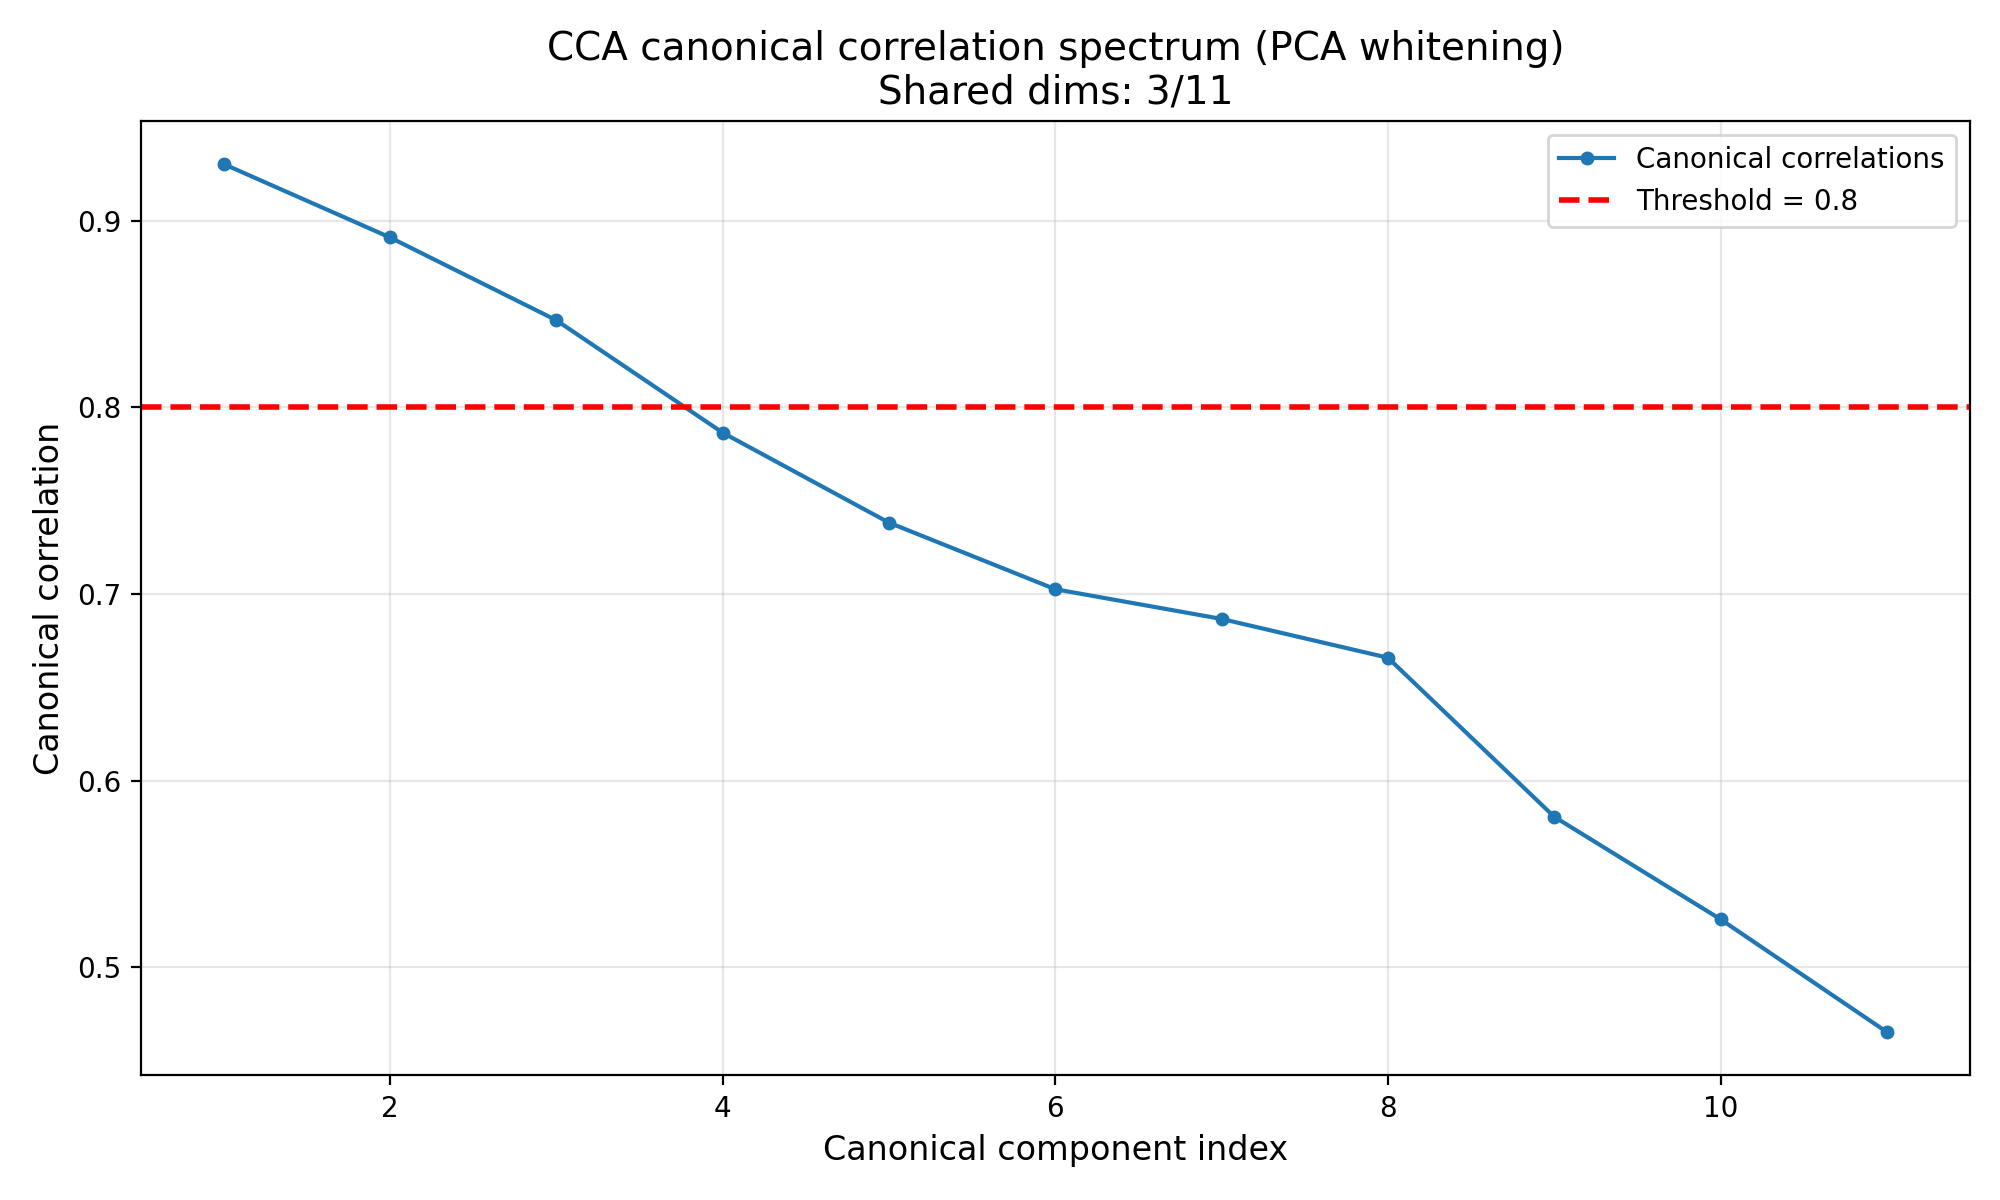 CCA canonical correlation spectrum (PCA whitening)
Shared dims: 3/11
Canonical correlations
Threshold = 0.8
Canonical correlation
0.9
0.8
0.7
0.6
0.5
2
4
6
8
10
Canonical component index